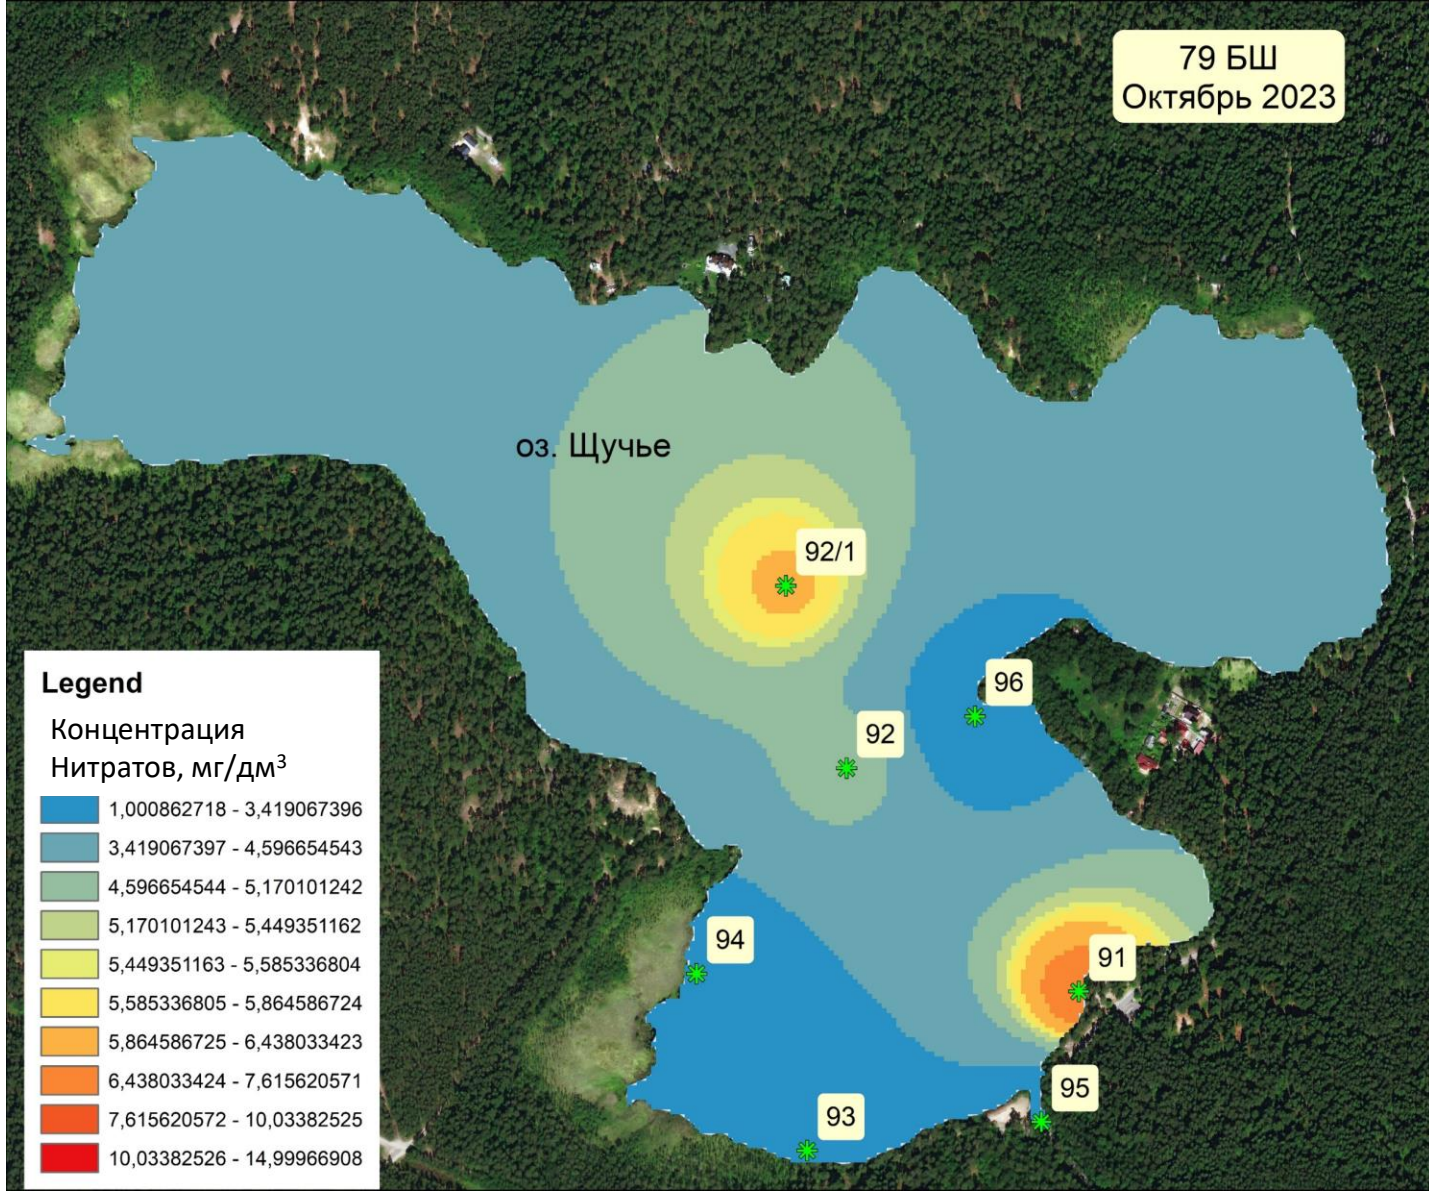 79 БШ
Октябрь 2023
оз. Щучье
92/1
96
92
94
91
95
93
Legend
Концентрация
Нитратов, мг/дм³
1,000862718 - 3,419067396
3,419067397 - 4,596654543
4,596654544 - 5,170101242
5,170101243 - 5,449351162
5,449351163 - 5,585336804
5,585336805 - 5,864586724
5,864586725 - 6,438033423
6,438033424 - 7,615620571
7,615620572 - 10,03382525
10,03382526 - 14,99966908